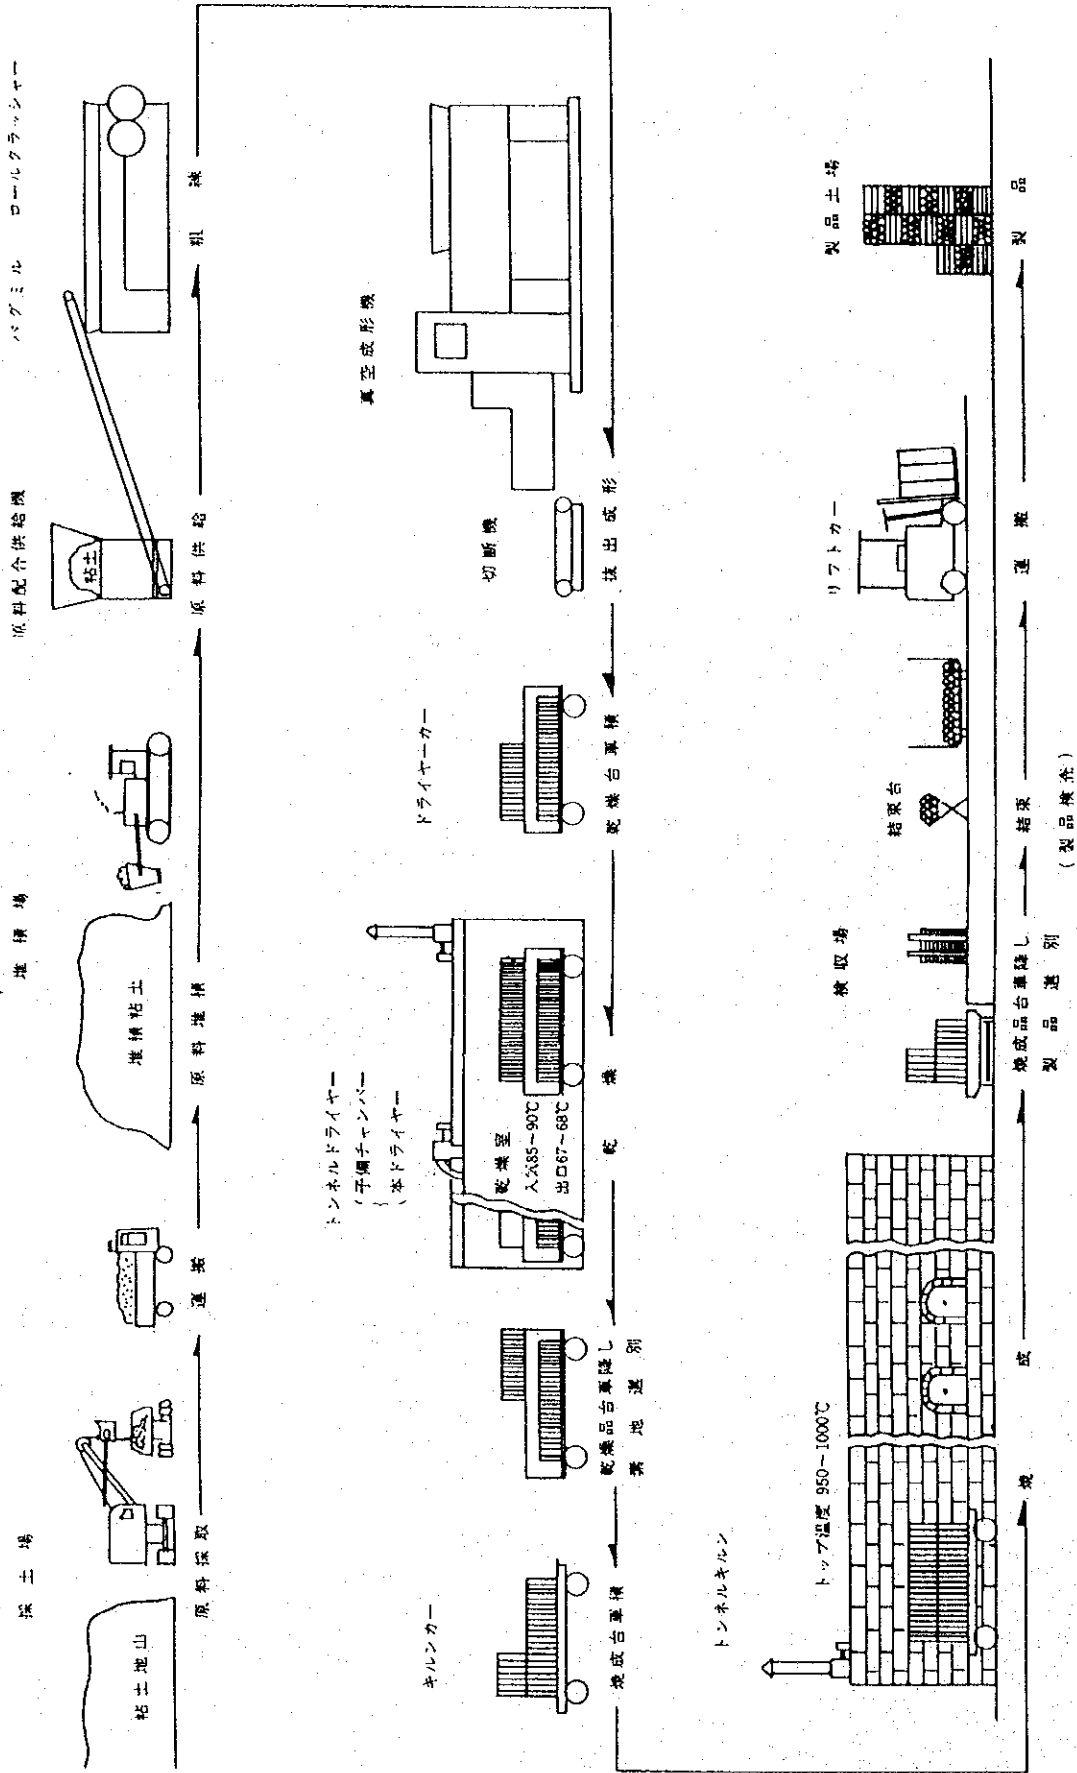 採土場
粘土地山
原料採取
運搬
堆積場
堆積粘土
原料堆積
原料配合供給機
粘土
原料供給
パグミル
ロールクラッシャー
粗練
真空成形機
切断機
抜出成形
ドライヤーカー
乾燥台車積
トンネルドライヤー
予備チャンバー
本ドライヤー
乾燥室
入気85~90℃
出口67~68℃
乾燥
乾燥品台車降し
素地選別
キルンカー
焼成台車積
トンネルキルン
トップ温度 950~1000℃
焼成
焼成品台車降し
製品選別
検収場
結束台
結束
(製品検査)
リフトカー
運搬
製品土場
製品